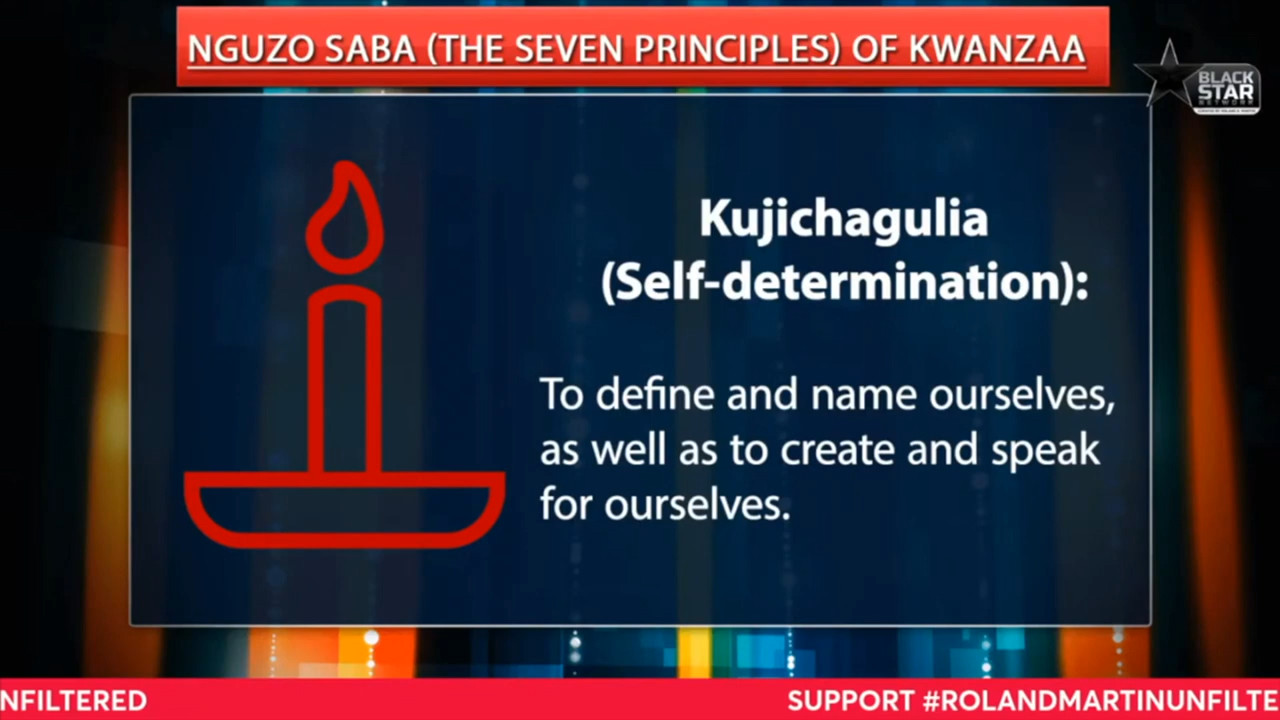 NGUZO SABA (THE SEVEN PRINCIPLES) OF KWANZAA
BLACK
STAR
NETWORK
Kujichagulia
(Self-determination):
To define and name ourselves,
as well as to create and speak
for ourselves.
NFILTERED
SUPPORT #ROLANDMARTINUNFILTE